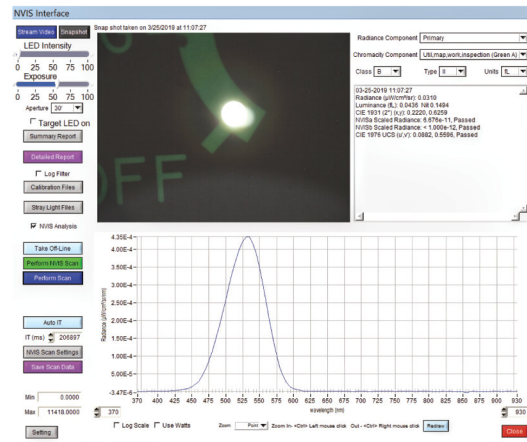 NVIS Interface
Stream Video Snapshot
Snap shot taken on 3/25/2019 at 11:07:27
LED Intensity
0 25 50 75 100
Exposure
0 25 50 75 100
Aperture 30'
Target LED on
Summary Report
Detailed Report
Log Filter
Calibration Files
Stray Light Files
NVIS Analysis
Take Off-Line
Perform NVIS Scan
Perform Scan
Auto IT
IT (ms) 206897
NVIS Scan Settings
Save Scan Data
Min 0.0000
Max 11418.0000
Setting
OFF
Radiance Component Primary
Chromacity Component Util,map,work,inspection (Green A)
Class B Type II Units fL
03-25-2019 11:07:27
Radiance (µW/cm²/sr): 0.0310
Luminance (fL): 0.0436 Nit 0.1494
CIE 1931 (2°) (x,y): 0.2220, 0.6259
NVISa Scaled Radiance: 6.676e-11, Passed
NVISb Scaled Radiance: < 1.000e-12, Passed
CIE 1976 UCS (u',v'): 0.0882, 0.5596, Passed
Radiance (µW/cm²/sr/nm)
4.35E-4
4.00E-4
3.50E-4
3.00E-4
2.50E-4
2.00E-4
1.50E-4
1.00E-4
5.00E-5
-3.47E-6
370 400 425 450 475 500 525 550 575 600 625 650 675 700 725 750 775 800 825 850 875 900 930
wavelength (nm)
370
930
Log Scale Use Watts Zoom Point Zoom In- <Ctrl> Left mouse click Out - <Ctrl> Right mouse click Redraw
Close